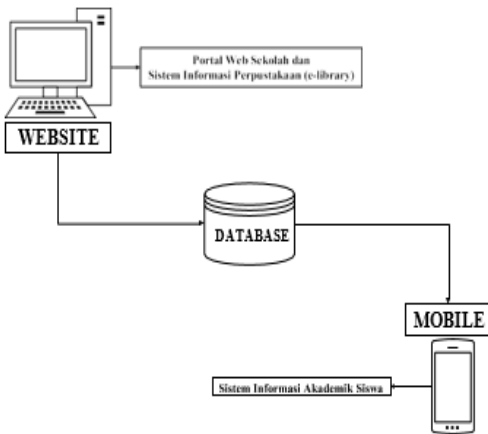 Portal Web Sekolah dan
Sistem Informasi Perpustakaan (e-library)
WEBSITE
DATABASE
MOBILE
Sistem Informasi Akademik Siswa